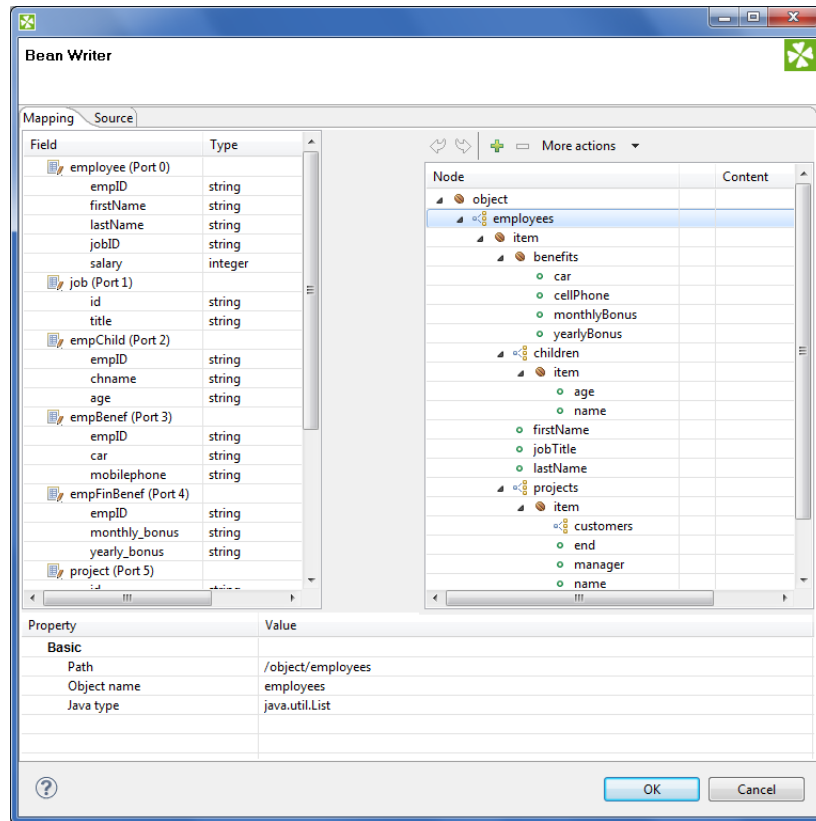 Bean Writer
Mapping Source
Field Type
employee (Port 0)
empID string
firstName string
lastName string
jobID string
salary integer
job (Port 1)
id string
title string
empChild (Port 2)
empID string
chname string
age string
empBenef (Port 3)
empID string
car string
mobilephone string
empFinBenef (Port 4)
empID string
monthly_bonus string
yearly_bonus string
project (Port 5)
id string
More actions
Node Content
object
employees
item
benefits
car
cellPhone
monthlyBonus
yearlyBonus
children
item
age
name
firstName
jobTitle
lastName
projects
item
customers
end
manager
name
Property Value
Basic
Path /object/employees
Object name employees
Java type java.util.List
OK Cancel